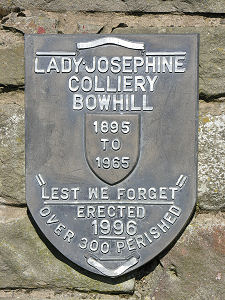 LADY JOSEPHINE
COLLIERY
BOWHILL
1895
TO
1965
LEST WE FORGET
ERECTED
1996
OVER 300 PERISHED